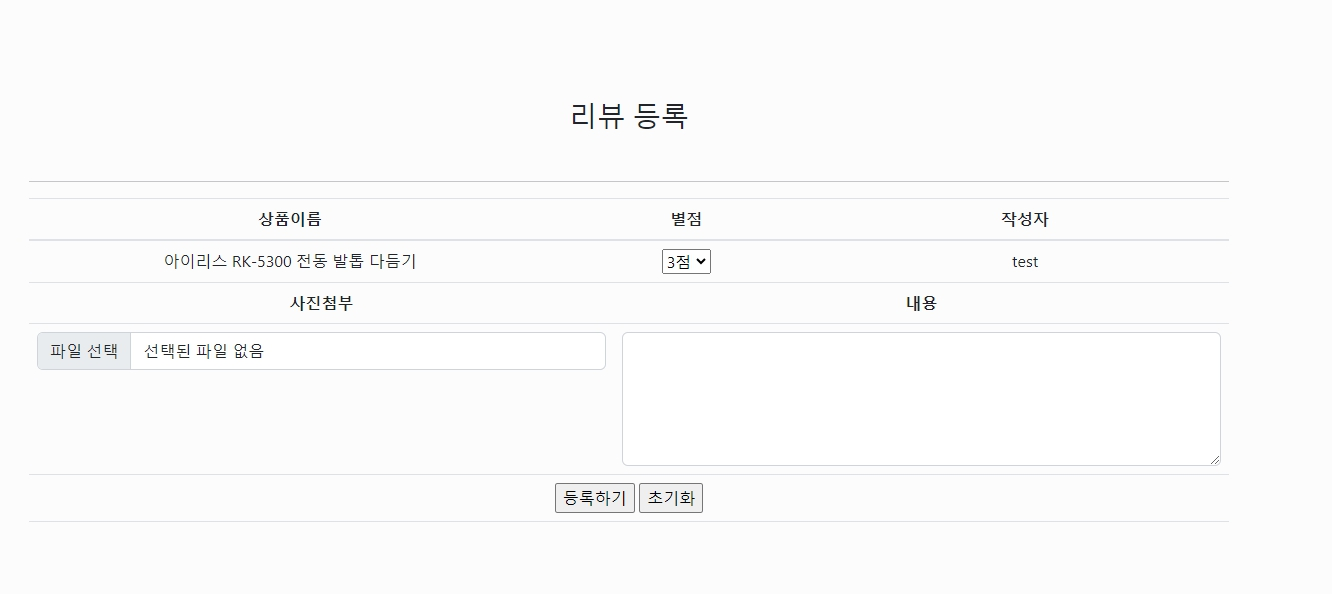 리뷰 등록
상품이름 별점 작성자
아이리스 RK-5300 전동 발톱 다듬기 3점 test
사진첨부 내용
파일 선택 선택된 파일 없음
등록하기 초기화